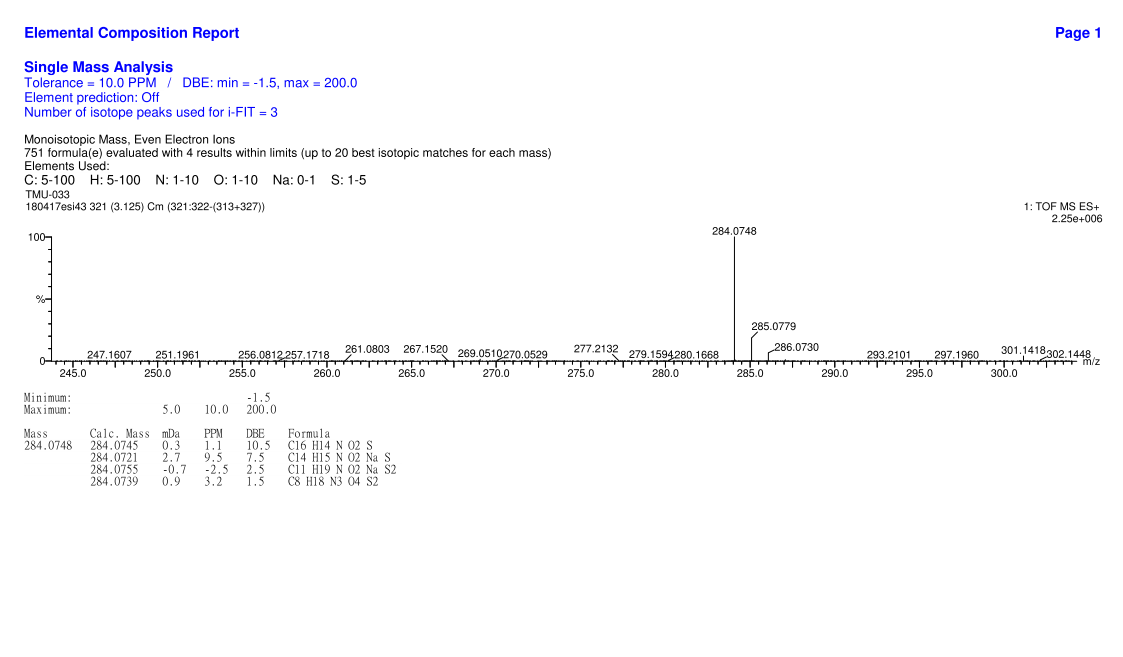 Elemental Composition Report Page 1
Single Mass Analysis
Tolerance = 10.0 PPM / DBE: min = -1.5, max = 200.0
Element prediction: Off
Number of isotope peaks used for i-FIT = 3
Monoisotopic Mass, Even Electron Ions
751 formula(e) evaluated with 4 results within limits (up to 20 best isotopic matches for each mass)
Elements Used:
C: 5-100 H: 5-100 N: 1-10 O: 1-10 Na: 0-1 S: 1-5
TMU-033
180417esi43 321 (3.125) Cm (321:322-(313+327)) 1: TOF MS ES+
2.25e+006
284.0748
100
%
285.0779
286.0730
247.1607 251.1961 256.0812 257.1718 261.0803 267.1520 269.0510 270.0529 277.2132 279.1594 280.1668 293.2101 297.1960 301.1418 302.1448
0 m/z
245.0 250.0 255.0 260.0 265.0 270.0 275.0 280.0 285.0 290.0 295.0 300.0
Minimum: -1.5
Maximum: 5.0 10.0 200.0
Mass Calc. Mass mDa PPM DBE Formula
284.0748 284.0745 0.3 1.1 10.5 C16 H14 N O2 S
284.0721 2.7 9.5 7.5 C14 H15 N O2 Na S
284.0755 -0.7 -2.5 2.5 C11 H19 N O2 Na S2
284.0739 0.9 3.2 1.5 C8 H18 N3 O4 S2